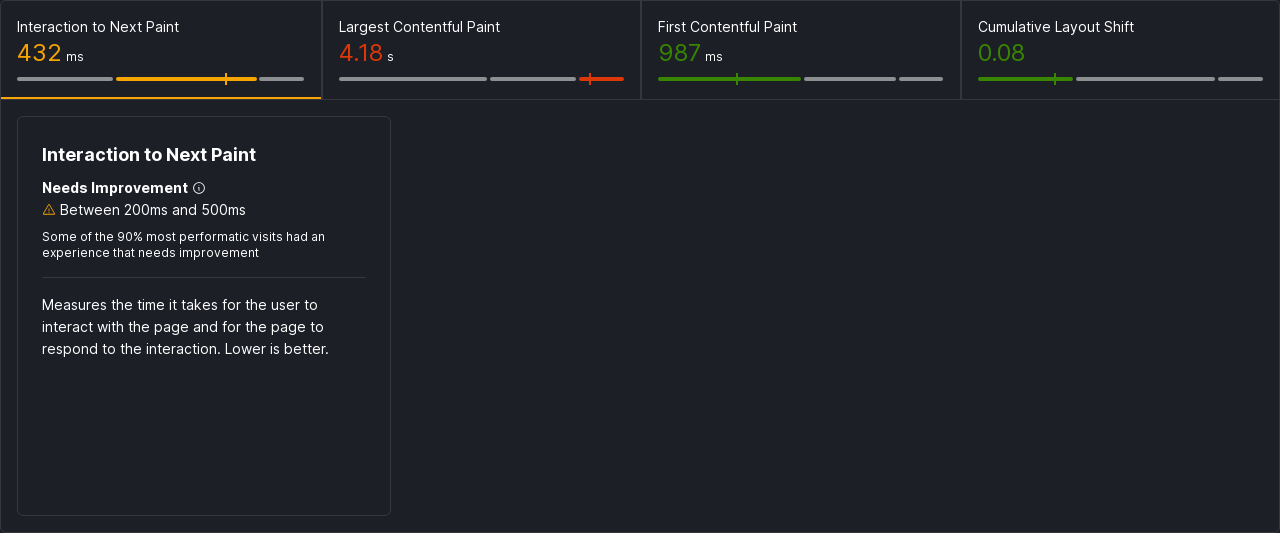 Interaction to Next Paint
432 ms
Largest Contentful Paint
4.18 s
First Contentful Paint
987 ms
Cumulative Layout Shift
0.08
Interaction to Next Paint
Needs Improvement
Between 200ms and 500ms
Some of the 90% most performatic visits had an
experience that needs improvement
Measures the time it takes for the user to
interact with the page and for the page to
respond to the interaction. Lower is better.